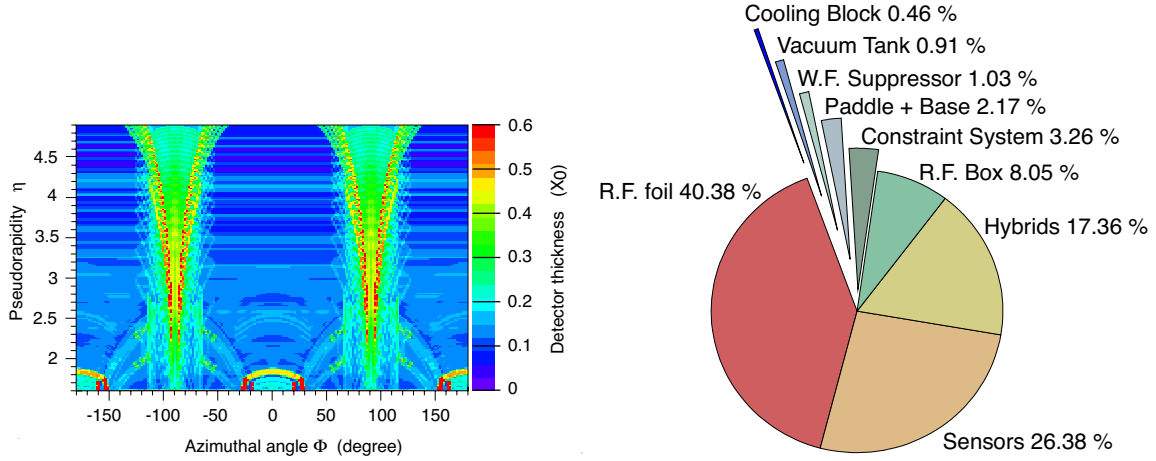 4.5
4
3.5
3
2.5
2
Pseudorapidity η
-150 -100 -50 0 50 100 150
Azimuthal angle Φ (degree)
0.6
0.5
0.4
0.3
0.2
0.1
0
Detector thickness (X0)
Cooling Block 0.46 %
Vacuum Tank 0.91 %
W.F. Suppressor 1.03 %
Paddle + Base 2.17 %
Constraint System 3.26 %
R.F. Box 8.05 %
R.F. foil 40.38 %
Hybrids 17.36 %
Sensors 26.38 %